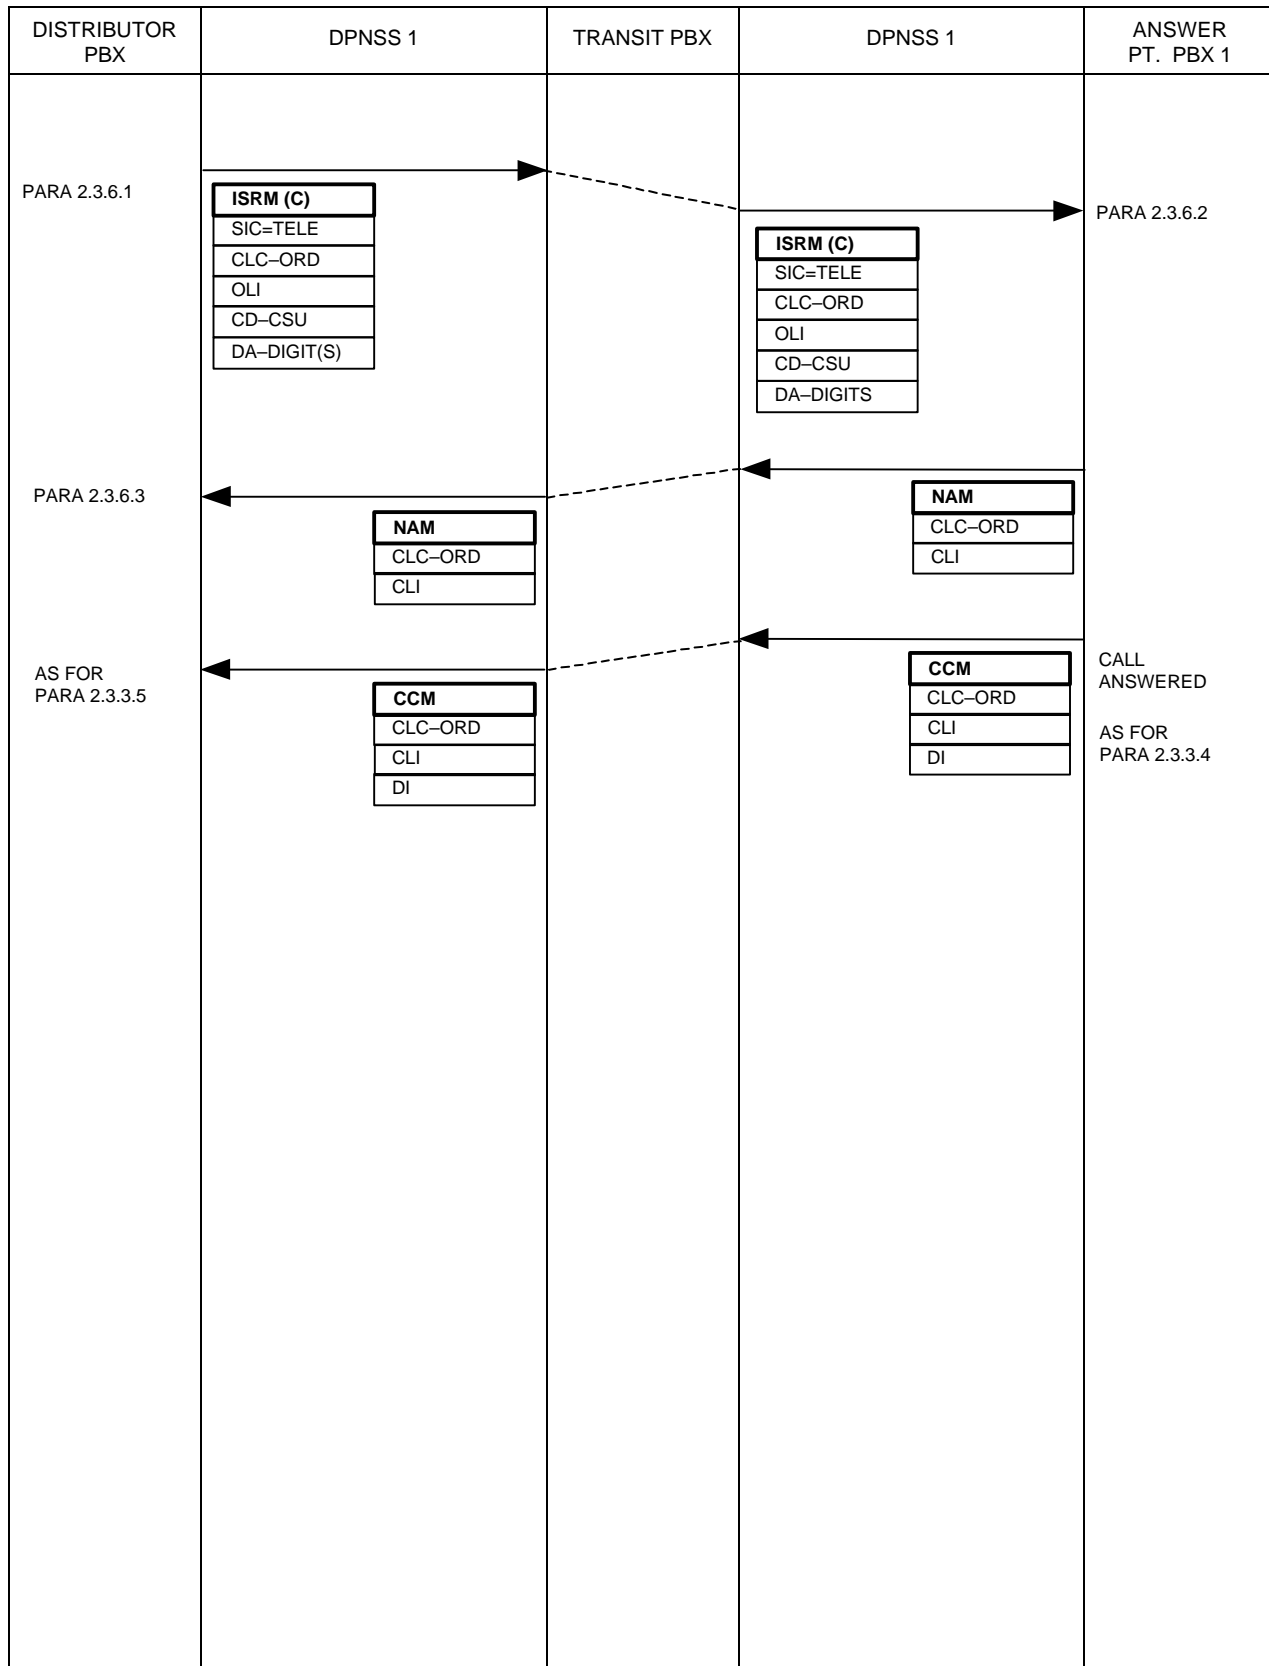 DISTRIBUTOR
PBX
DPNSS 1
TRANSIT PBX
DPNSS 1
ANSWER
PT. PBX 1
PARA 2.3.6.1
ISRM (C)
SIC=TELE
CLC–ORD
OLI
CD–CSU
DA–DIGIT(S)
PARA 2.3.6.2
ISRM (C)
SIC=TELE
CLC–ORD
OLI
CD–CSU
DA–DIGITS
PARA 2.3.6.3
NAM
CLC–ORD
CLI
NAM
CLC–ORD
CLI
AS FOR
PARA 2.3.3.5
CCM
CLC–ORD
CLI
DI
CCM
CLC–ORD
CLI
DI
CALL
ANSWERED
AS FOR
PARA 2.3.3.4